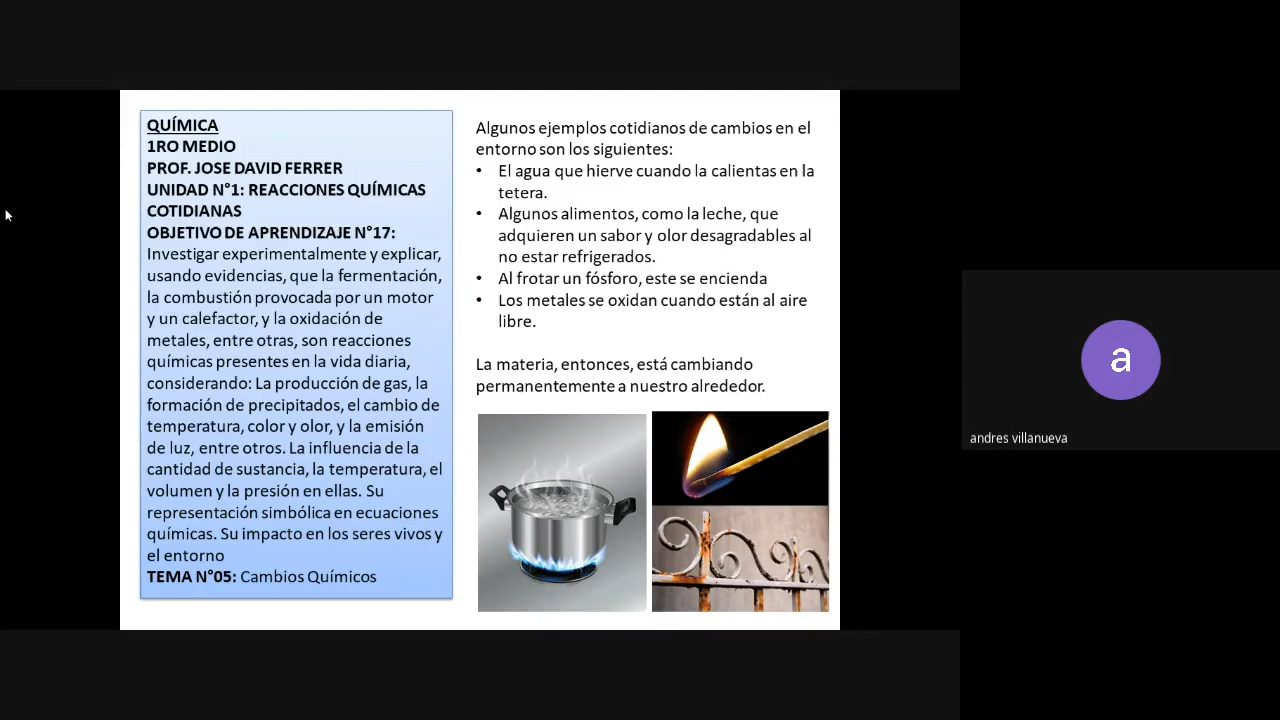 QUÍMICA
1RO MEDIO
PROF. JOSE DAVID FERRER
UNIDAD N°1: REACCIONES QUÍMICAS
COTIDIANAS
OBJETIVO DE APRENDIZAJE N°17:
Investigar experimentalmente y explicar,
usando evidencias, que la fermentación,
la combustión provocada por un motor
y un calefactor, y la oxidación de
metales, entre otras, son reacciones
químicas presentes en la vida diaria,
considerando: La producción de gas, la
formación de precipitados, el cambio de
temperatura, color y olor, y la emisión
de luz, entre otros. La influencia de la
cantidad de sustancia, la temperatura, el
volumen y la presión en ellas. Su
representación simbólica en ecuaciones
químicas. Su impacto en los seres vivos y
el entorno
TEMA N°05: Cambios Químicos
Algunos ejemplos cotidianos de cambios en el
entorno son los siguientes:
• El agua que hierve cuando la calientas en la
tetera.
• Algunos alimentos, como la leche, que
adquieren un sabor y olor desagradables al
no estar refrigerados.
• Al frotar un fósforo, este se encienda
• Los metales se oxidan cuando están al aire
libre.
La materia, entonces, está cambiando
permanentemente a nuestro alrededor.
a
andres villanueva